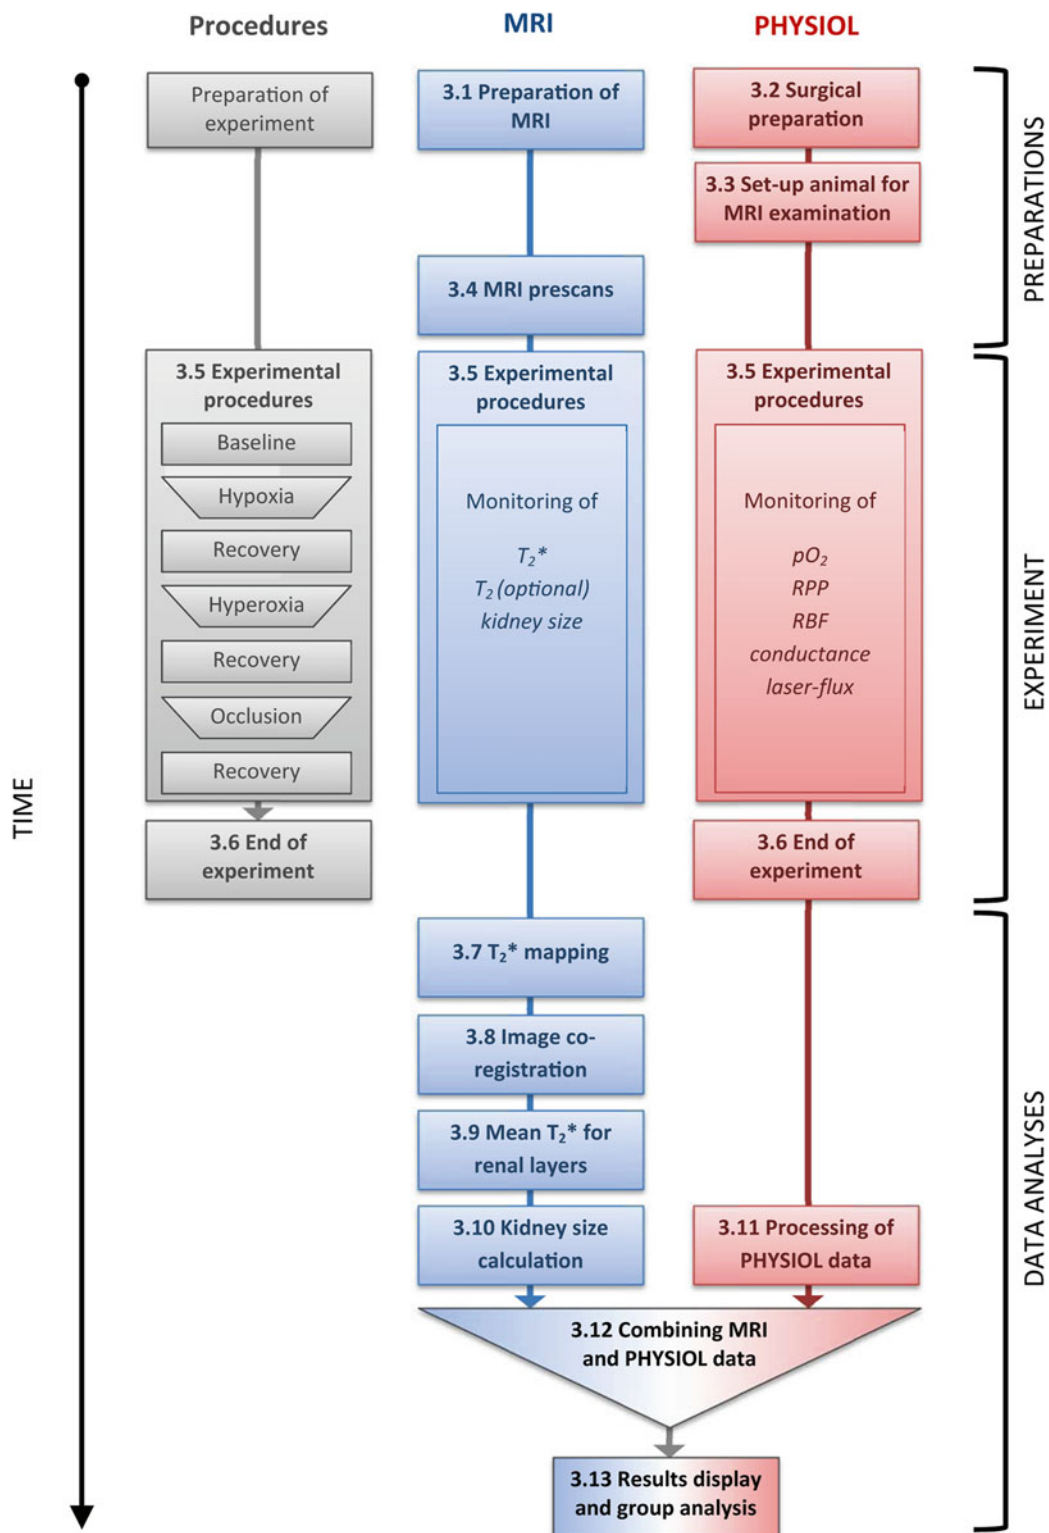 Procedures
MRI
PHYSIOL
Preparation of
experiment
3.1 Preparation of
MRI
3.2 Surgical
preparation
3.3 Set-up animal for
MRI examination
3.4 MRI prescans
PREPARATIONS
3.5 Experimental
procedures
Baseline
Hypoxia
Recovery
Hyperoxia
Recovery
Occlusion
Recovery
3.5 Experimental
procedures
Monitoring of
T₂*
T₂ (optional)
kidney size
3.5 Experimental
procedures
Monitoring of
pO₂
RPP
RBF
conductance
laser-flux
EXPERIMENT
TIME
3.6 End of
experiment
3.6 End of
experiment
3.7 T₂* mapping
3.8 Image co-
registration
3.9 Mean T₂* for
renal layers
3.10 Kidney size
calculation
3.11 Processing of
PHYSIOL data
DATA ANALYSES
3.12 Combining MRI
and PHYSIOL data
3.13 Results display
and group analysis